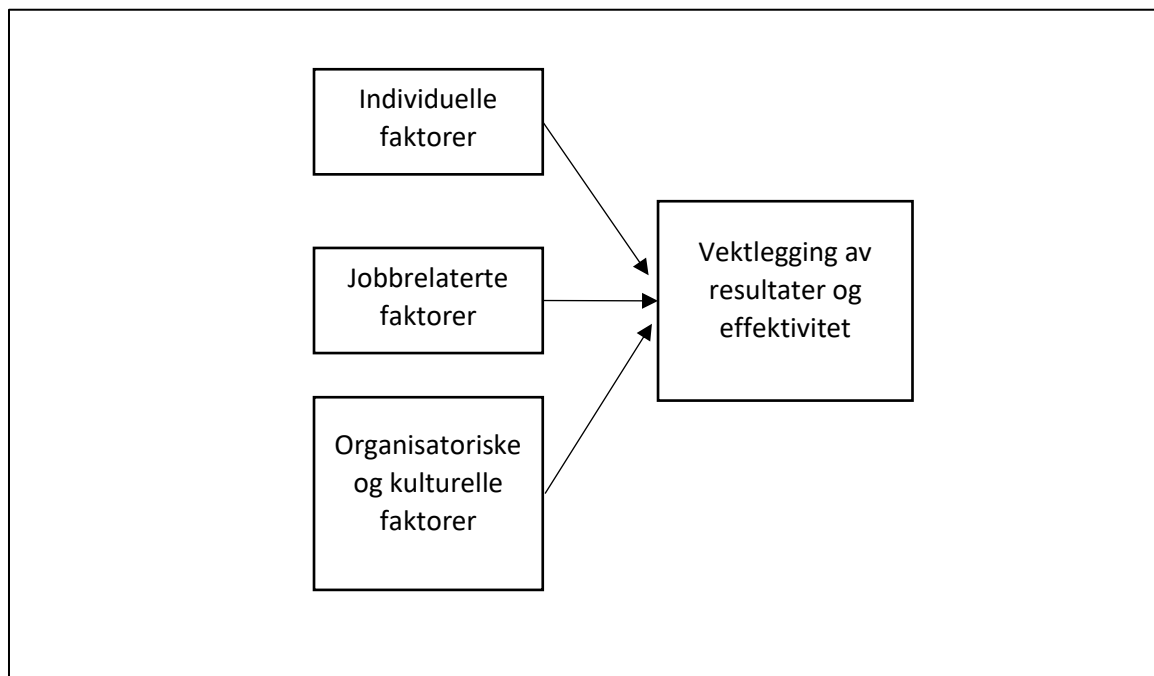 Individuelle
faktorer
Jobbrelaterte
faktorer
Organisatoriske
og kulturelle
faktorer
Vektlegging av
resultater og
effektivitet